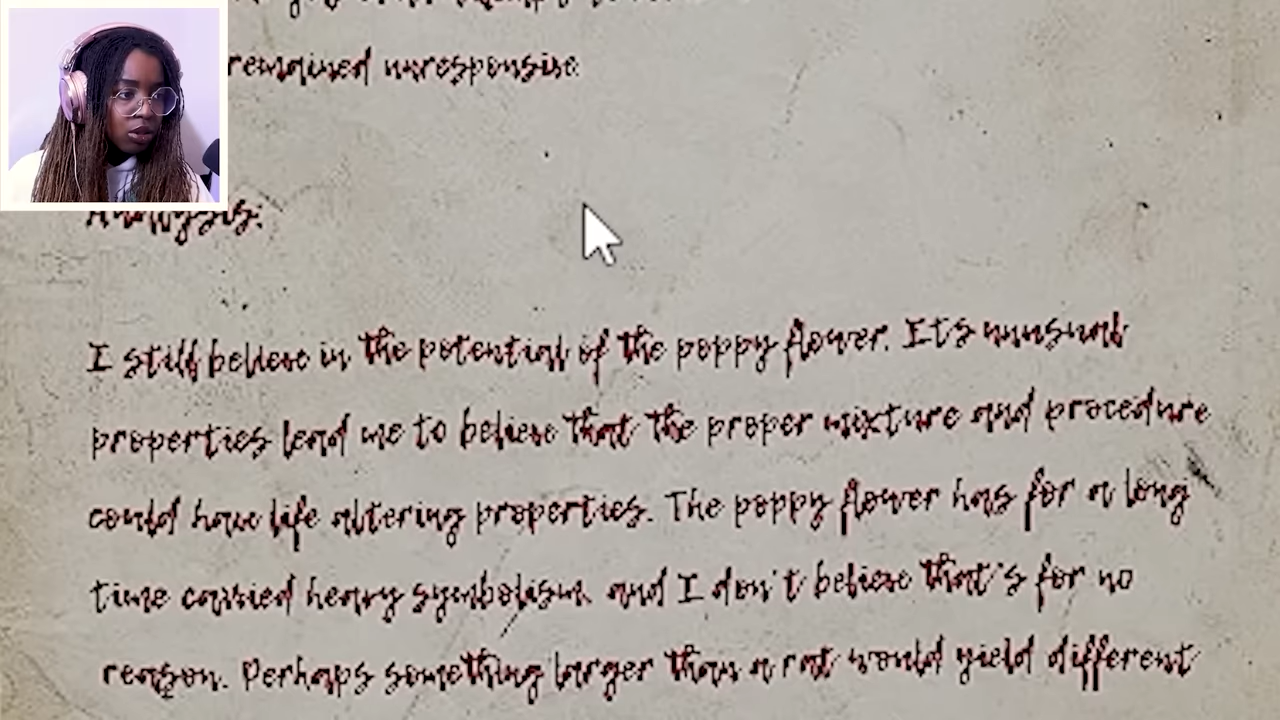 remained unresponsive
Analysis:
I still believe in the potential of the poppy flower. It's unusual
properties lead me to believe that the proper mixture and procedure
could have life altering properties. The poppy flower has for a long
time carried heavy symbolism and I don't believe that's for no
reason. Perhaps something larger than a rat would yield different